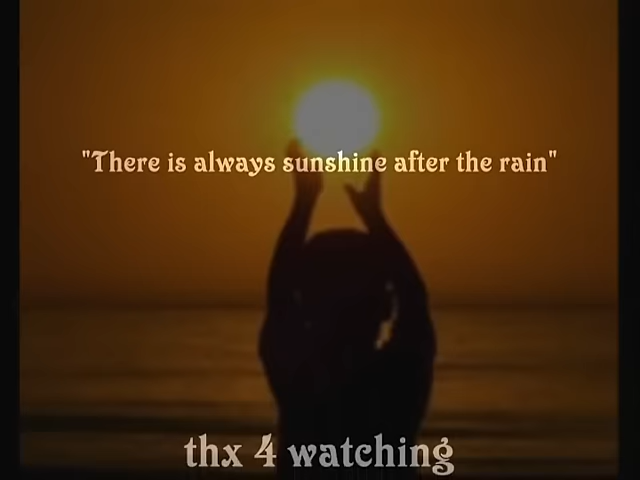 "There is always sunshine after the rain"
thx 4 watching